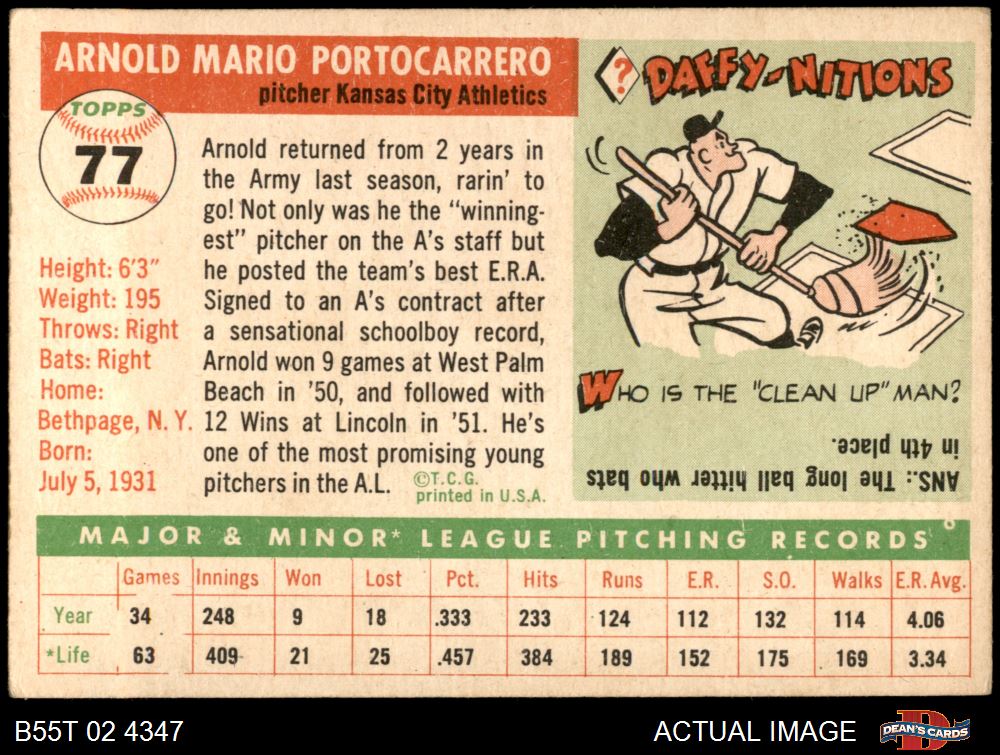 ARNOLD MARIO PORTOCARRERO
pitcher Kansas City Athletics
TOPPS
77
Height: 6'3"
Weight: 195
Throws: Right
Bats: Right
Home:
Bethpage, N. Y.
Born:
July 5, 1931
Arnold returned from 2 years in
the Army last season, rarin' to
go! Not only was he the "winning-
est" pitcher on the A's staff but
he posted the team's best E.R.A.
Signed to an A's contract after
a sensational schoolboy record,
Arnold won 9 games at West Palm
Beach in '50, and followed with
12 Wins at Lincoln in '51. He's
one of the most promising young
pitchers in the A.L.
©T.C.G.
printed in U.S.A.
? DAFFY-NITIONS
WHO IS THE "CLEAN UP" MAN?
ANS.: The long ball hitter who bats
in 4th place.
MAJOR & MINOR* LEAGUE PITCHING RECORDS
Games Innings Won Lost Pct. Hits Runs E.R. S.O. Walks E.R. Avg.
Year 34 248 9 18 .333 233 124 112 132 114 4.06
*Life 63 409 21 25 .457 384 189 152 175 169 3.34
B55T 02 4347
ACTUAL IMAGE
D DEAN'S CARDS